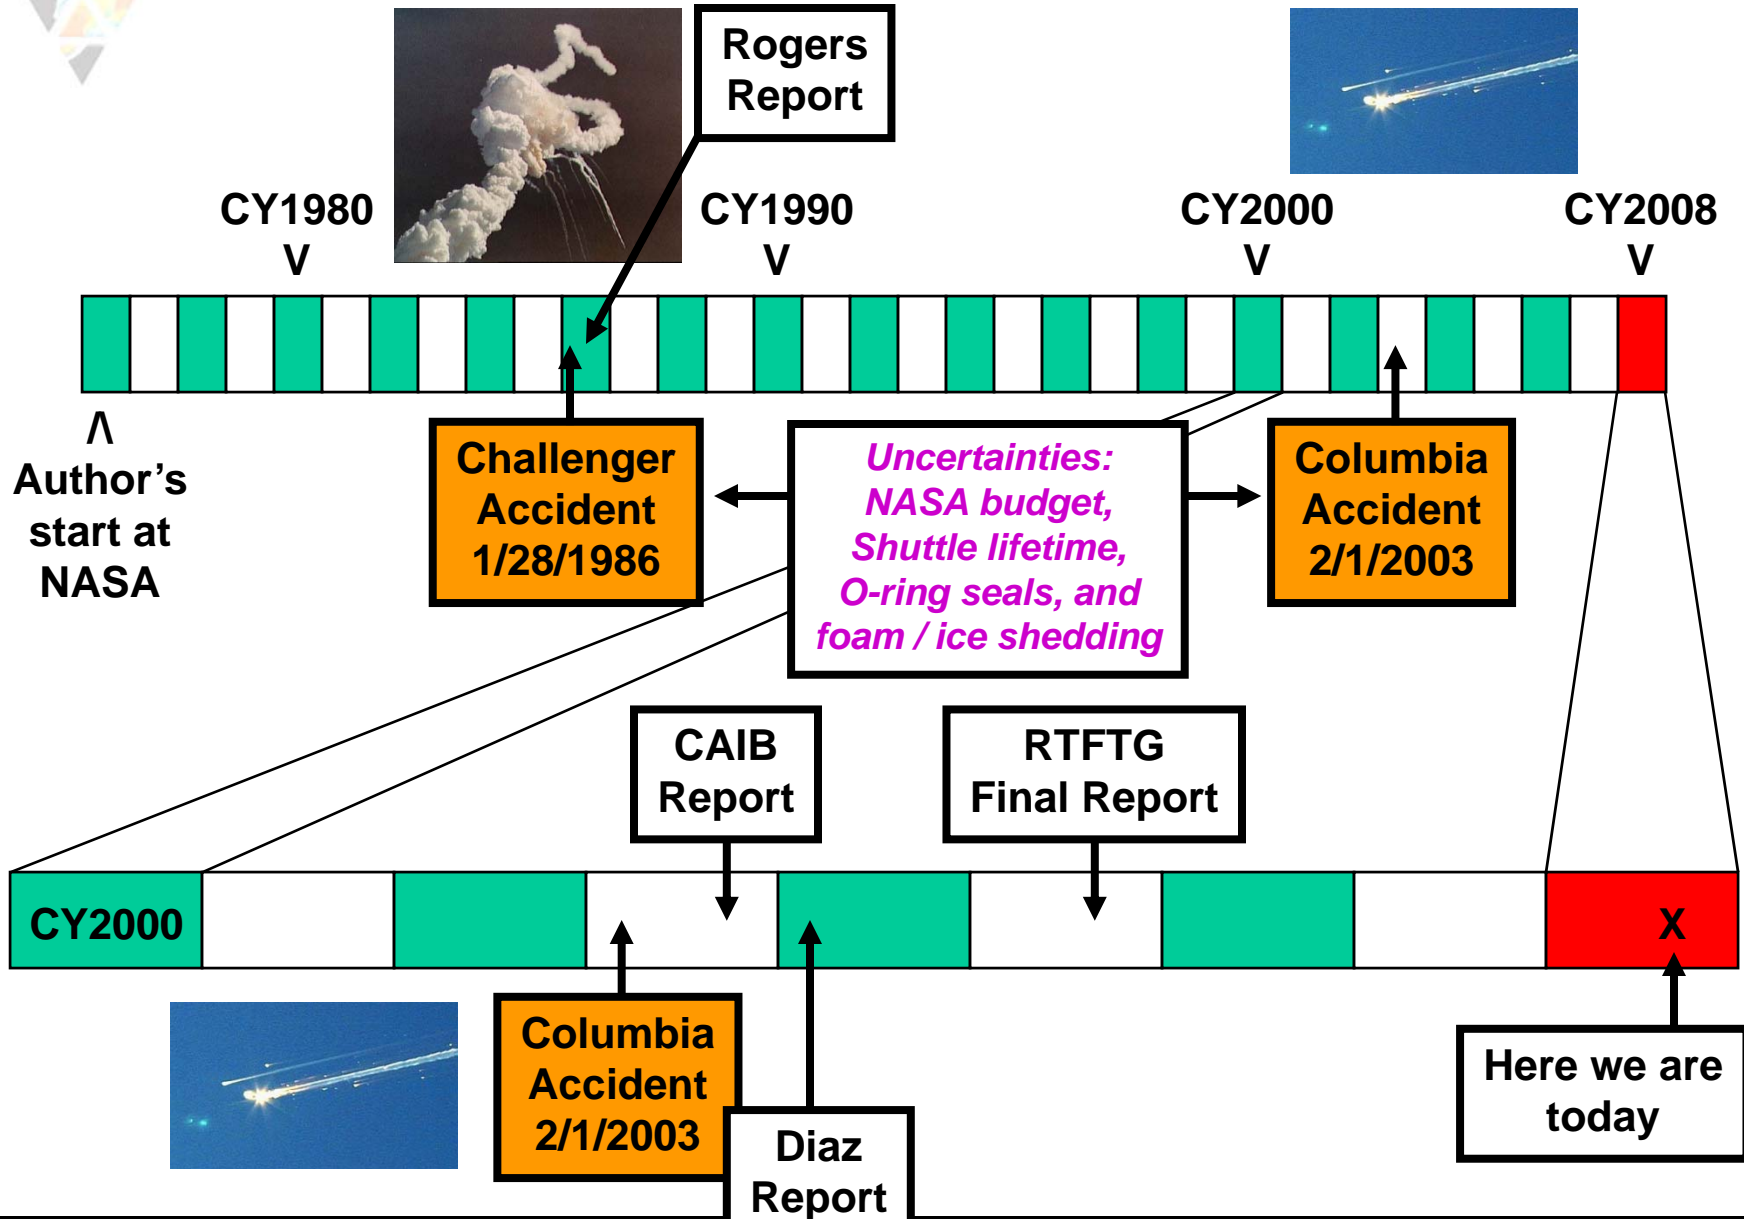 Rogers
Report
CY1980
CY1990
CY2000
CY2008
V
V
V
V
Λ
Author’s
start at
NASA
Challenger
Accident
1/28/1986
Uncertainties:
NASA budget,
Shuttle lifetime,
O-ring seals, and
foam / ice shedding
Columbia
Accident
2/1/2003
CAIB
Report
RTFTG
Final Report
CY2000
X
Columbia
Accident
2/1/2003
Diaz
Report
Here we are
today